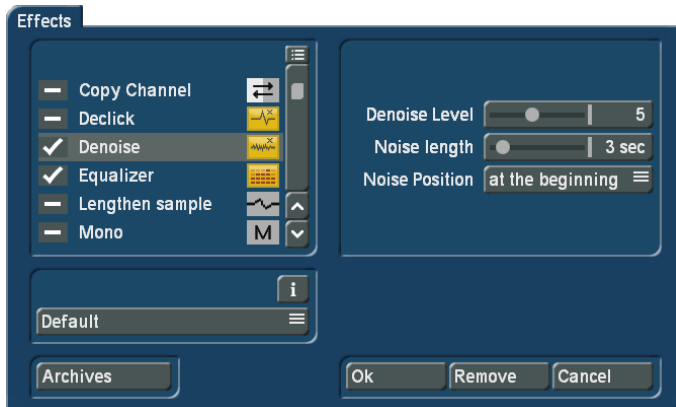 Effects
Copy Channel
Declick
Denoise
Equalizer
Lengthen sample
Mono
M
Denoise Level 5
Noise length 3 sec
Noise Position at the beginning
i
Default
Archives
Ok Remove Cancel